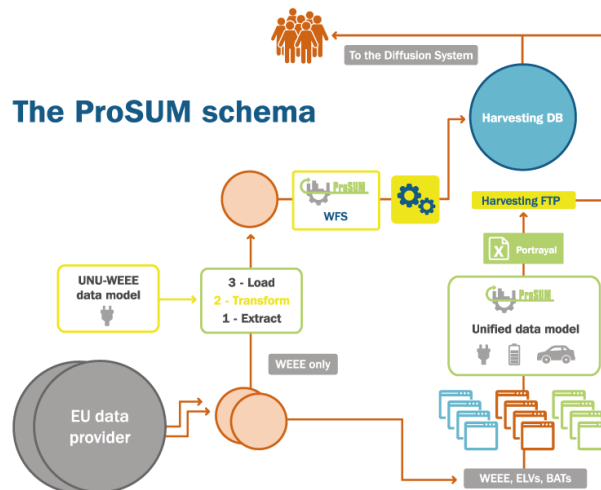 To the Diffusion System
The ProSUM schema
Harvesting DB
ProSUM
WFS
Harvesting FTP
X
Portrayal
UNU-WEEE
data model
3 - Load
2 - Transform
1 - Extract
ProSUM
Unified data model
WEEE only
EU data
provider
WEEE, ELVs, BATs